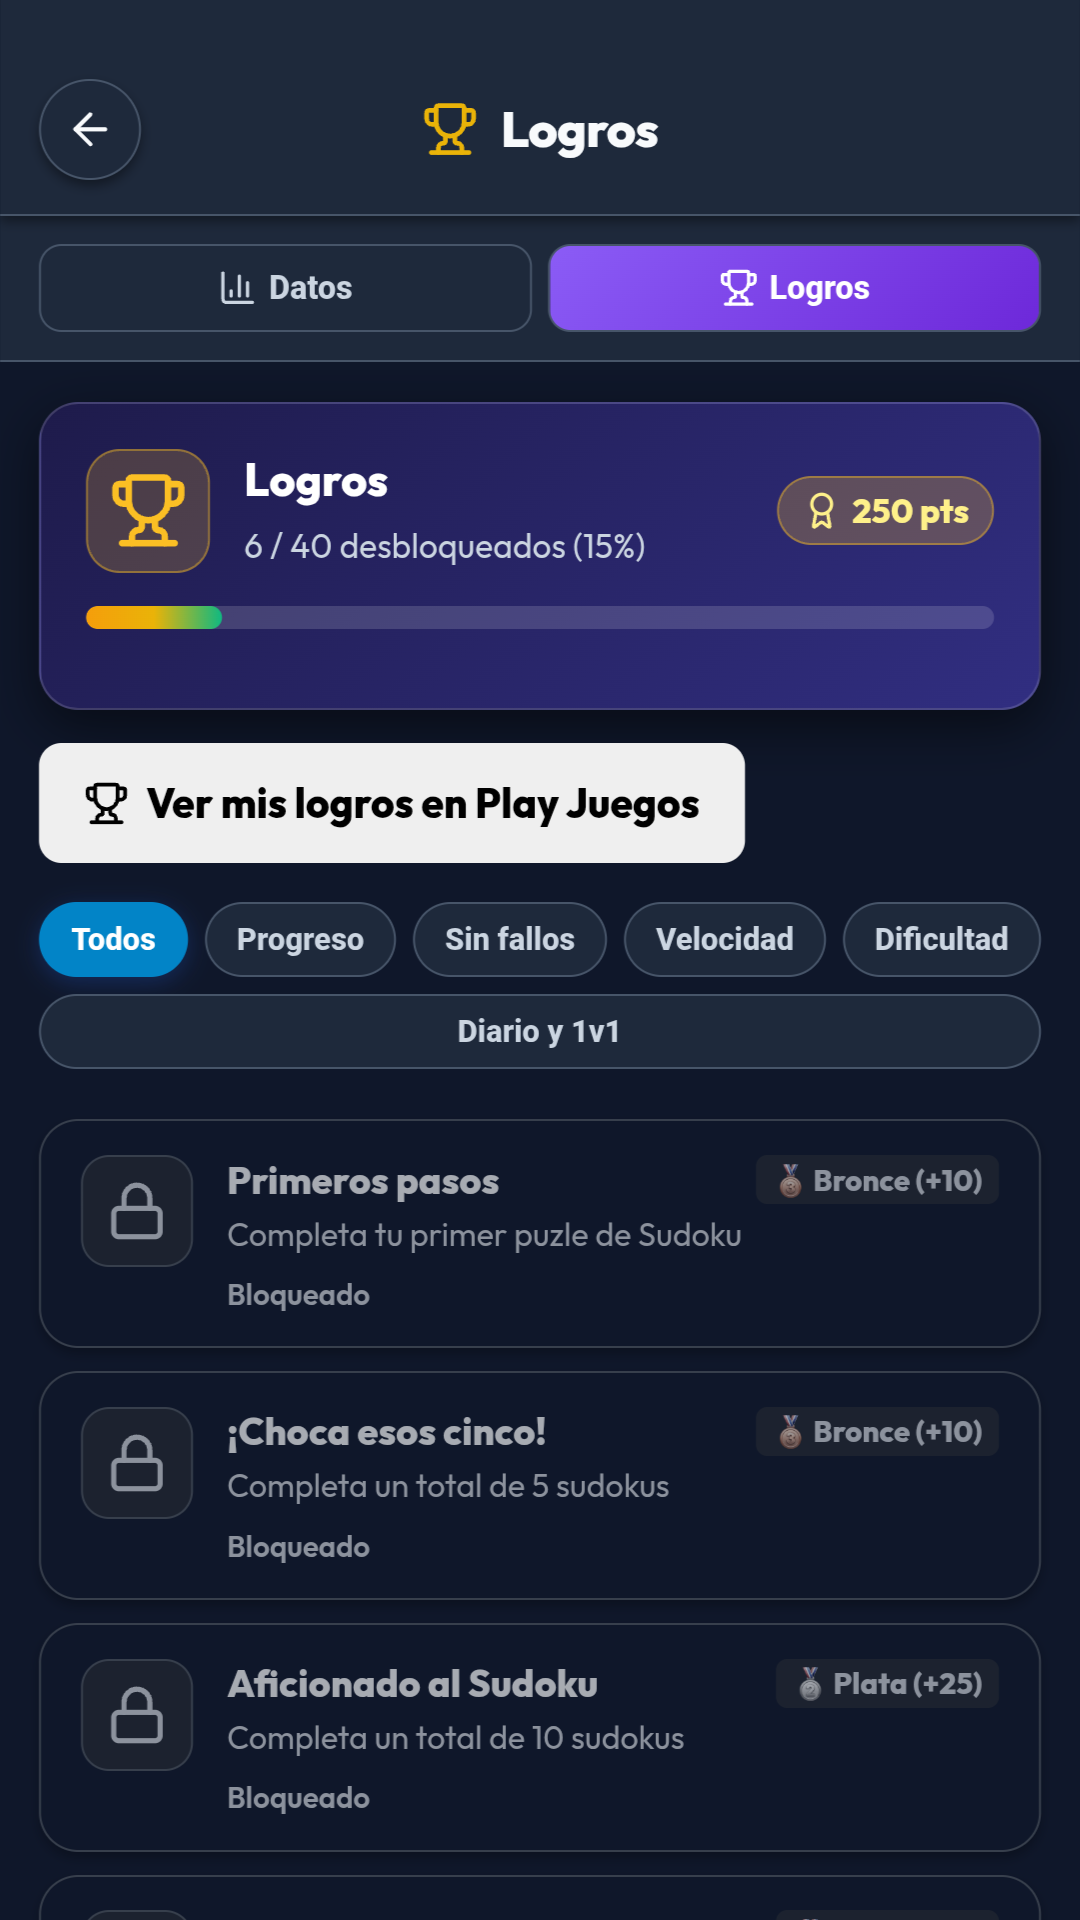 Logros
Datos
Logros
Logros
6 / 40 desbloqueados (15%)
250 pts
Ver mis logros en Play Juegos
Todos
Progreso
Sin fallos
Velocidad
Dificultad
Diario y 1v1
Primeros pasos
Bronce (+10)
Completa tu primer puzle de Sudoku
Bloqueado
¡Choca esos cinco!
Bronce (+10)
Completa un total de 5 sudokus
Bloqueado
Aficionado al Sudoku
Plata (+25)
Completa un total de 10 sudokus
Bloqueado